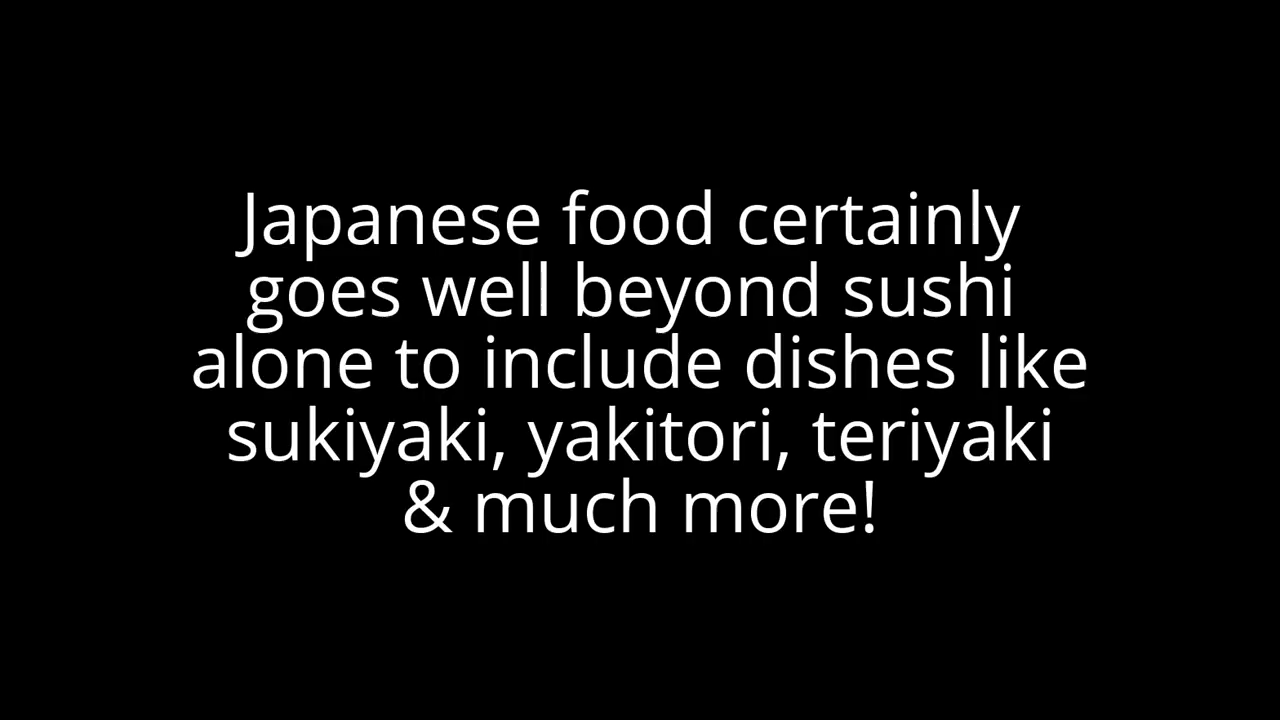 Japanese food certainly
goes well beyond sushi
alone to include dishes like
sukiyaki, yakitori, teriyaki
& much more!